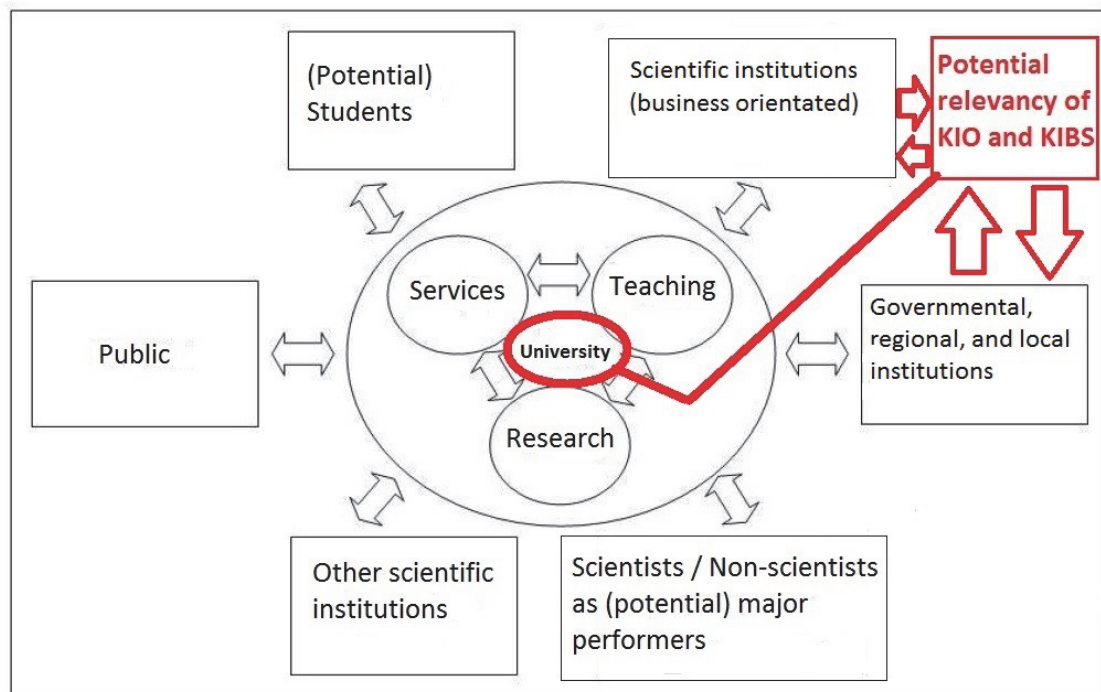 (Potential)
Students
Scientific institutions
(business orientated)
Potential
relevancy of
KIO and KIBS
Services
Teaching
Public
University
Governmental,
regional, and local
institutions
Research
Other scientific
institutions
Scientists / Non-scientists
as (potential) major
performers